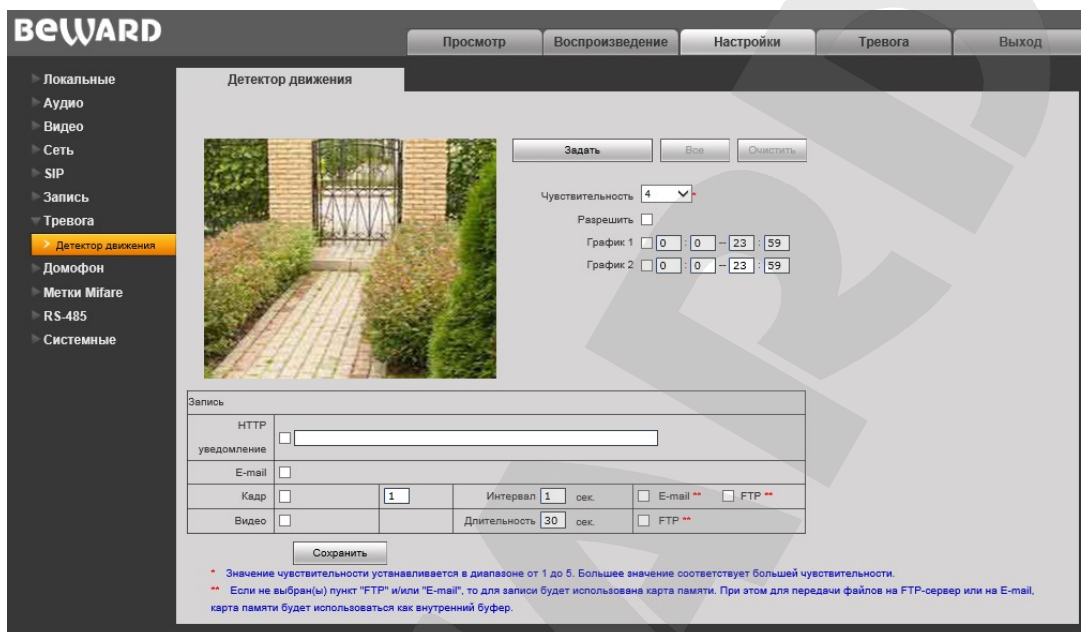 BEWARD
Просмотр Воспроизведение Настройки Тревога Выход
Локальные
Аудио
Видео
Сеть
SIP
Запись
Тревога
Детектор движения
Домофон
Метки Mifare
RS-485
Системные
Детектор движения
Задать Все Очистить
Чувствительность 4 *
Разрешить
График 1 0 : 0 -- 23 : 59
График 2 0 : 0 -- 23 : 59
Запись
HTTP
уведомление
E-mail
Кадр 1 Интервал 1 сек. E-mail ** FTP **
Видео Длительность 30 сек. FTP **
Сохранить
* Значение чувствительности устанавливается в диапазоне от 1 до 5. Большее значение соответствует большей чувствительности.
** Если не выбран(ы) пункт "FTP" и/или "E-mail", то для записи будет использована карта памяти. При этом для передачи файлов на FTP-сервер или на E-mail,
карта памяти будет использоваться как внутренний буфер.